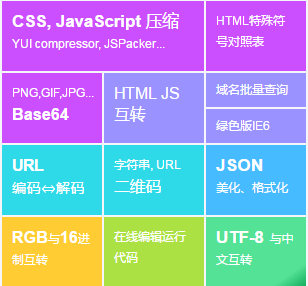 CSS, JavaScript 压缩
YUI compressor, JSPacker...
HTML特殊符
号对照表
PNG,GIF,JPG...
Base64
HTML JS
互转
域名批量查询
绿色版IE6
URL
编码⇔解码
字符串, URL
二维码
JSON
美化、格式化
RGB与16进
制互转
在线编辑运行
代码
UTF-8 与中
文互转